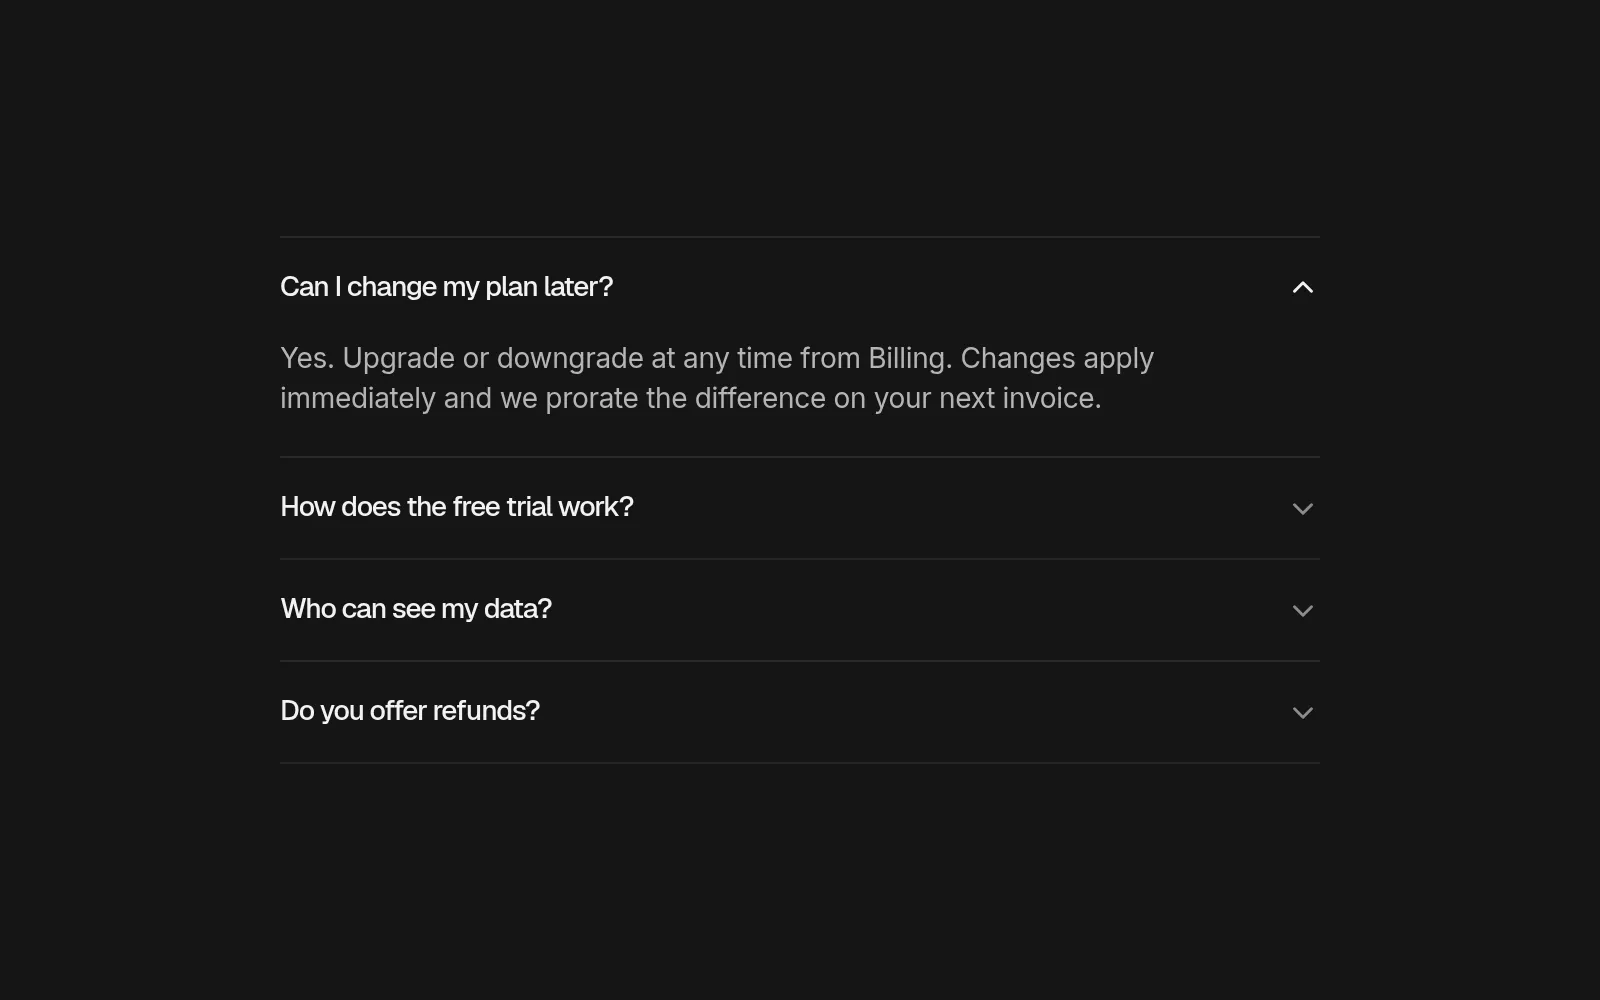 Can I change my plan later?
Yes. Upgrade or downgrade at any time from Billing. Changes apply
immediately and we prorate the difference on your next invoice.
How does the free trial work?
Who can see my data?
Do you offer refunds?